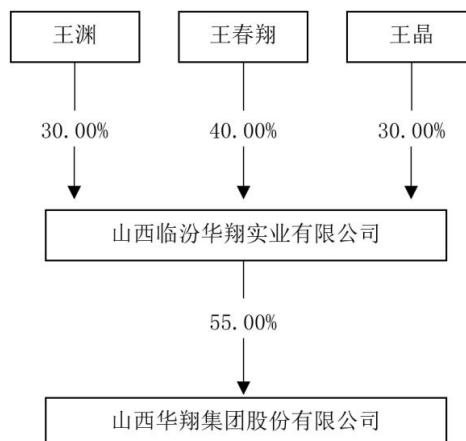 王渊
王春翔
王晶
30.00%
40.00%
30.00%
山西临汾华翔实业有限公司
55.00%
山西华翔集团股份有限公司